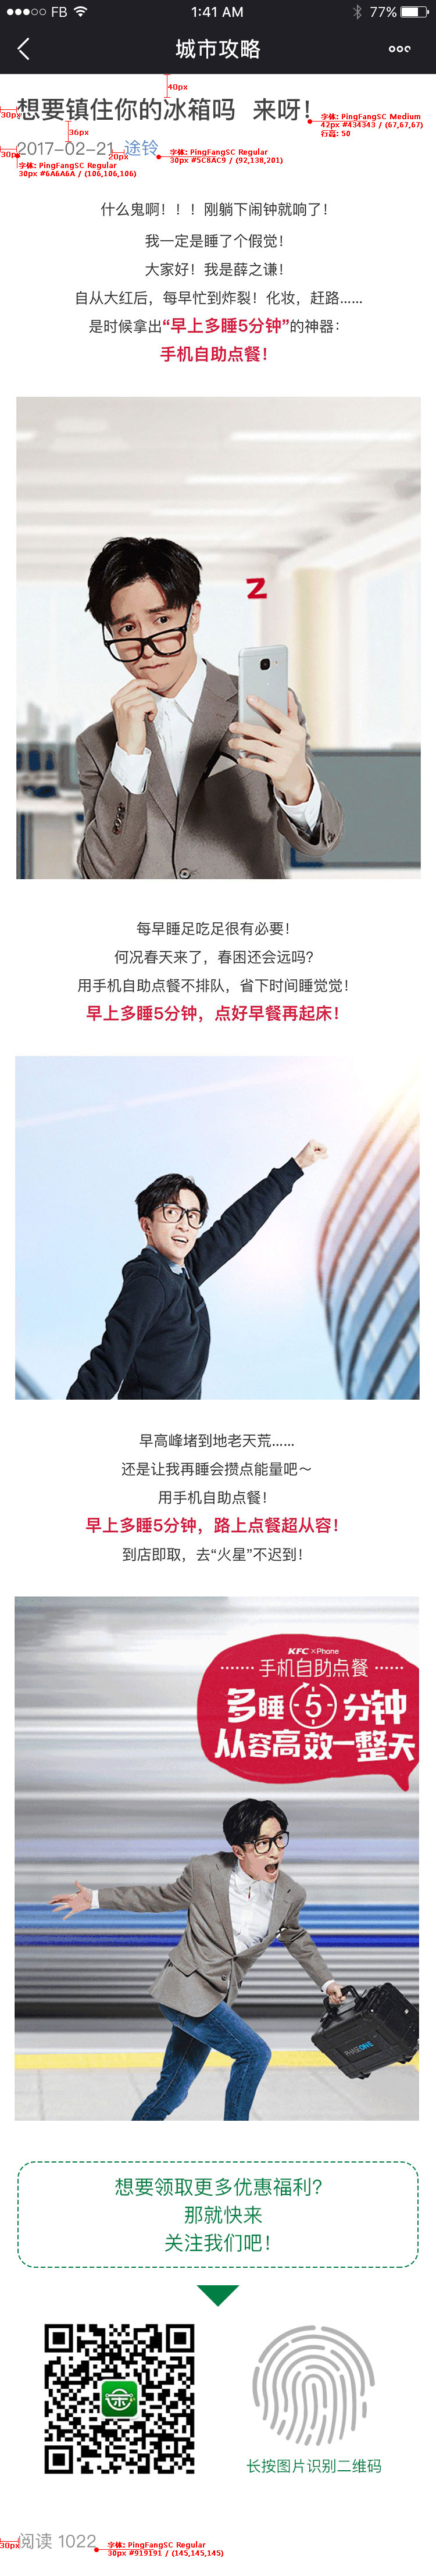 FB 1:41 AM 77%
城市攻略
40px
30px
想要镇住你的冰箱吗 来呀！
字体: PingFangSC Medium
42px #434343 / (67,67,67)
行高: 50
36px
30px
2017-02-21 途铃
20px
字体: PingFangSC Regular
30px #5C8AC9 / (92,138,201)
字体: PingFangSC Regular
30px #6A6A6A / (106,106,106)
什么鬼啊！！！刚躺下闹钟就响了！
我一定是睡了个假觉！
大家好！我是薛之谦！
自从大红后，每早忙到炸裂！化妆，赶路……
是时候拿出“早上多睡5分钟”的神器：
手机自助点餐！
Z
每早睡足吃足很有必要！
何况春天来了，春困还会远吗？
用手机自助点餐不排队，省下时间睡觉觉！
早上多睡5分钟，点好早餐再起床！
早高峰堵到地老天荒……
还是让我再睡会攒点能量吧～
用手机自助点餐！
早上多睡5分钟，路上点餐超从容！
到店即取，去“火星”不迟到！
KFC ×Phone
手机自助点餐
多睡5分钟
从容高效一整天
PHASEONE
想要领取更多优惠福利？
那就快来
关注我们吧！
长按图片识别二维码
30px
阅读 1022
字体: PingFangSC Regular
30px #919191 / (145,145,145)